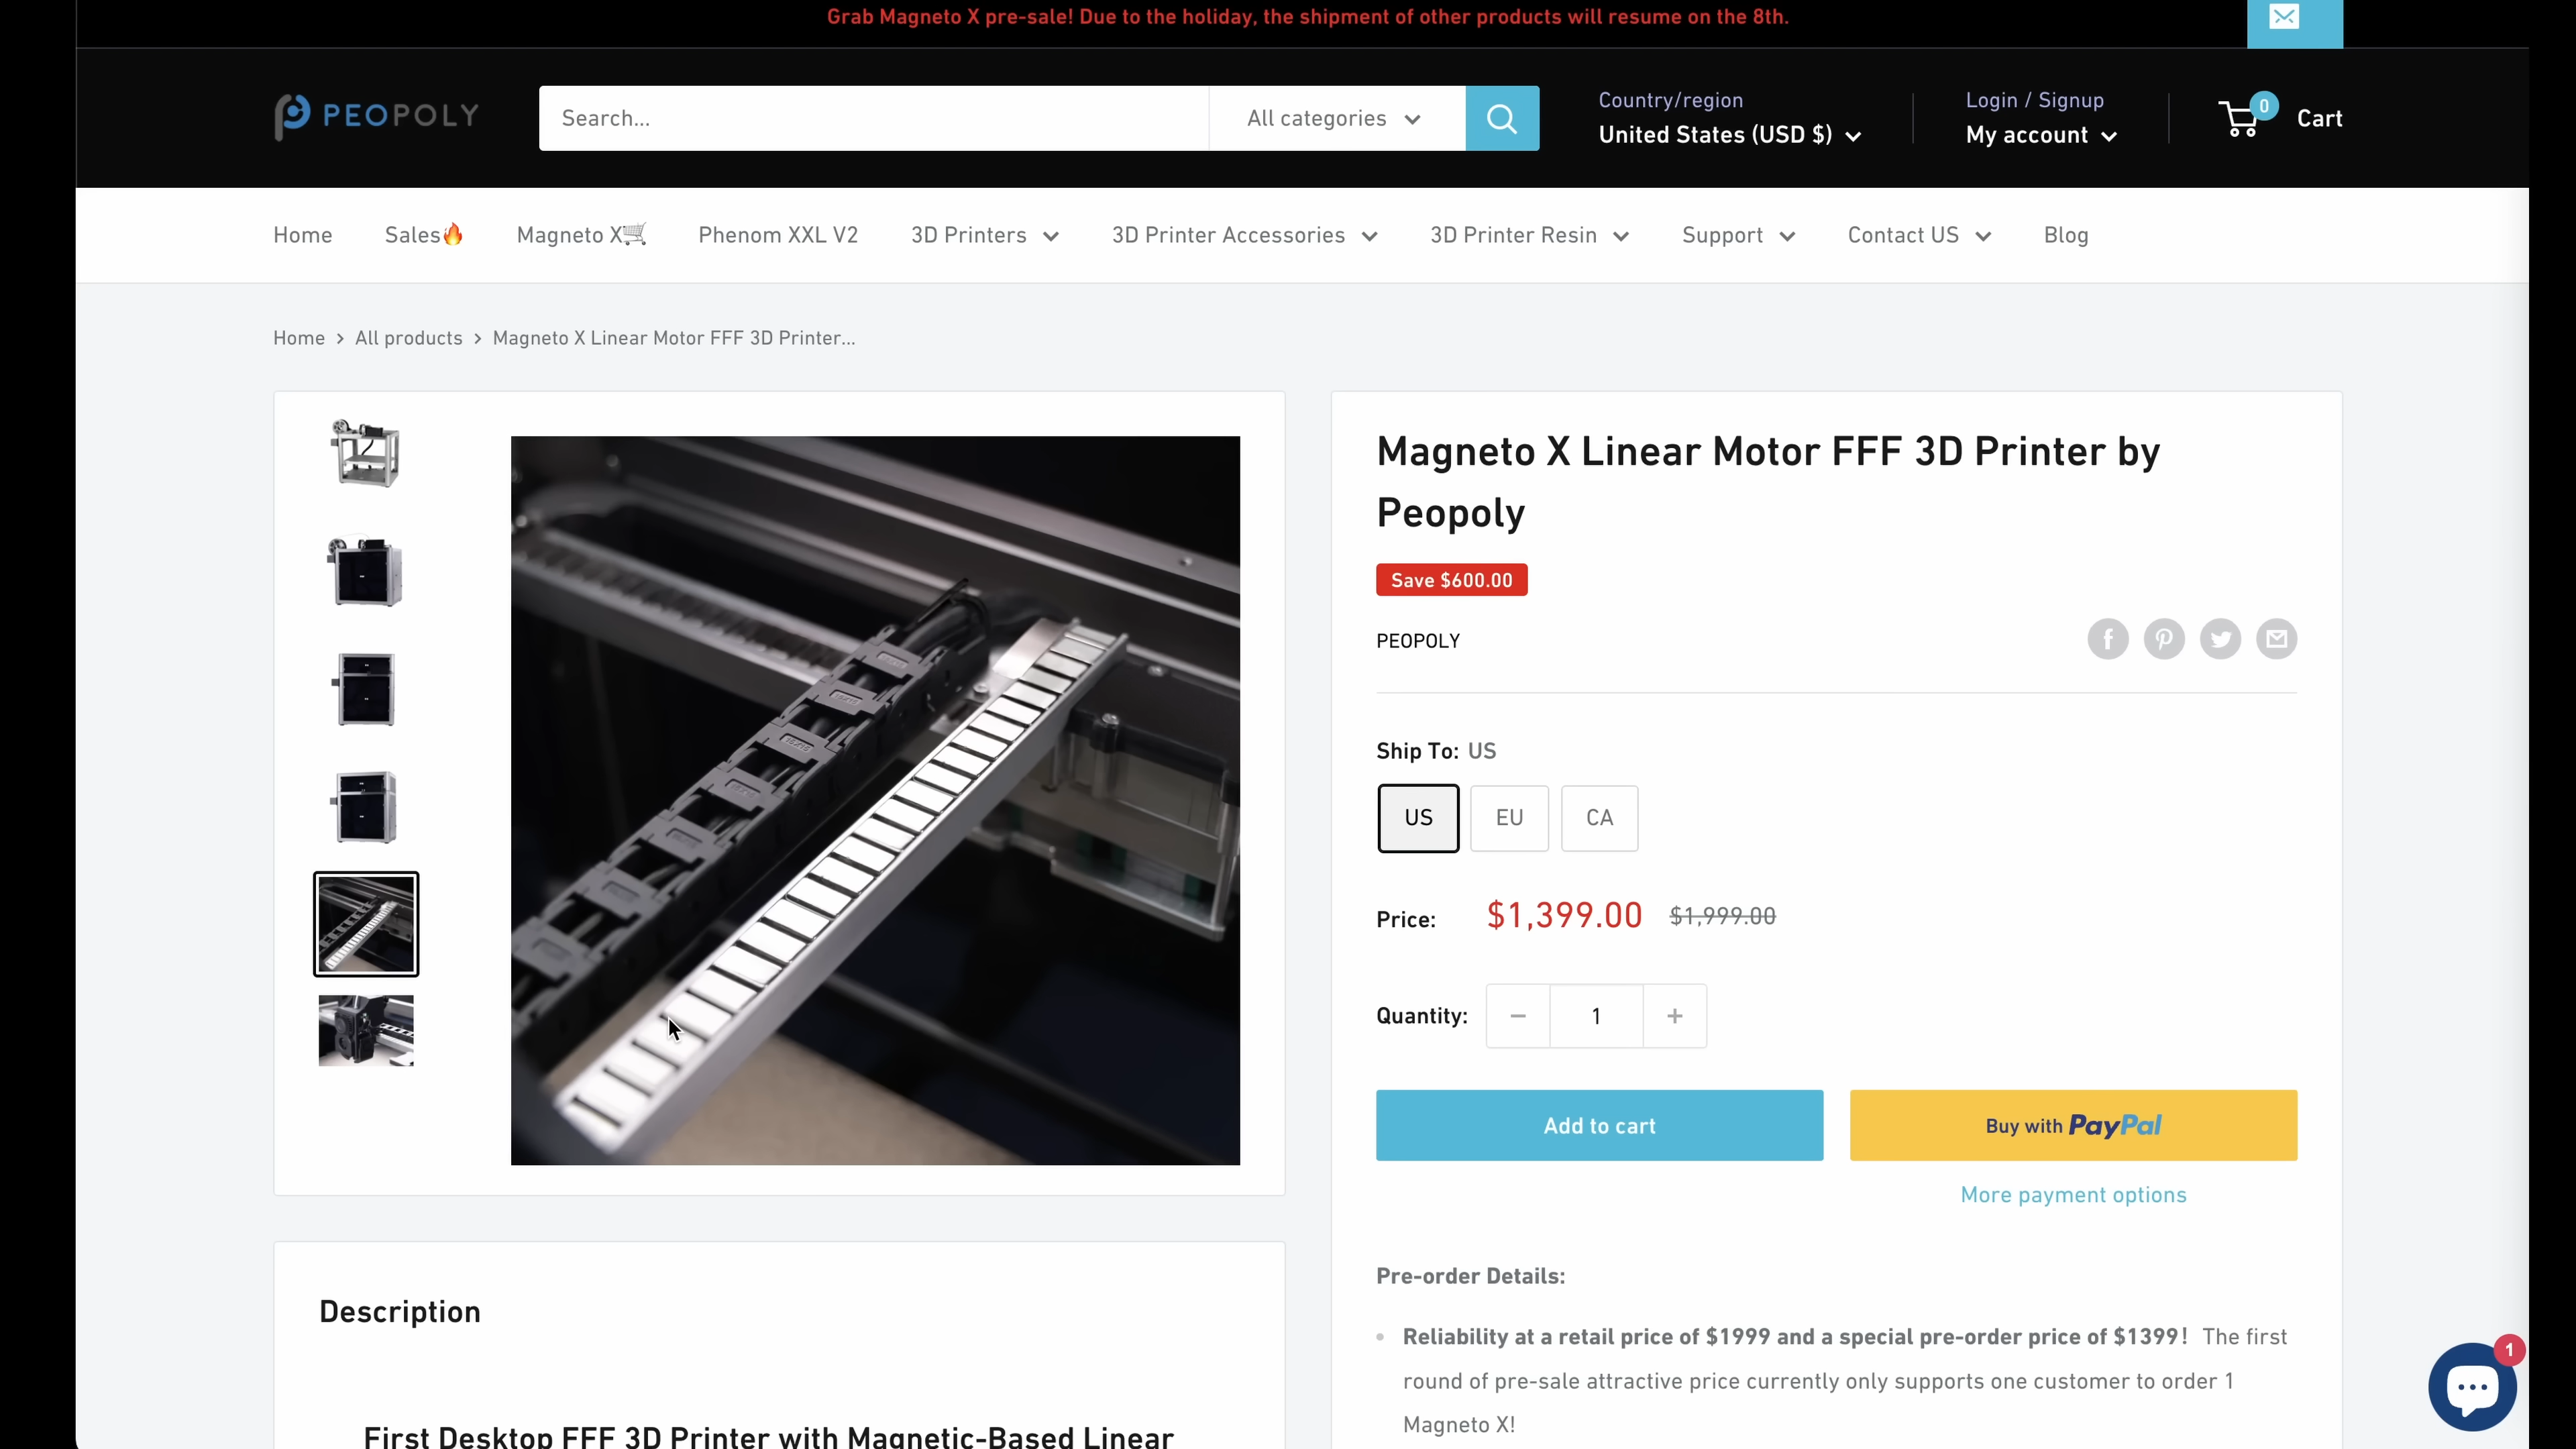 Grab Magneto X pre-sale! Due to the holiday, the shipment of other products will resume on the 8th.
PEOPOLY
Search...
All categories
Country/region
United States (USD $)
Login / Signup
My account
0
Cart
Home
Sales🔥
Magneto X🛒
Phenom XXL V2
3D Printers
3D Printer Accessories
3D Printer Resin
Support
Contact US
Blog
Home > All products > Magneto X Linear Motor FFF 3D Printer...
Magneto X Linear Motor FFF 3D Printer by
Peopoly
Save $600.00
PEOPOLY
Ship To: US
US
EU
CA
Price:
$1,399.00
$1,999.00
Quantity:
1
Add to cart
Buy with PayPal
More payment options
Pre-order Details:
Reliability at a retail price of $1999 and a special pre-order price of $1399! The first
round of pre-sale attractive price currently only supports one customer to order 1
Magneto X!
1
Description
First Desktop FFF 3D Printer with Magnetic-Based Linear